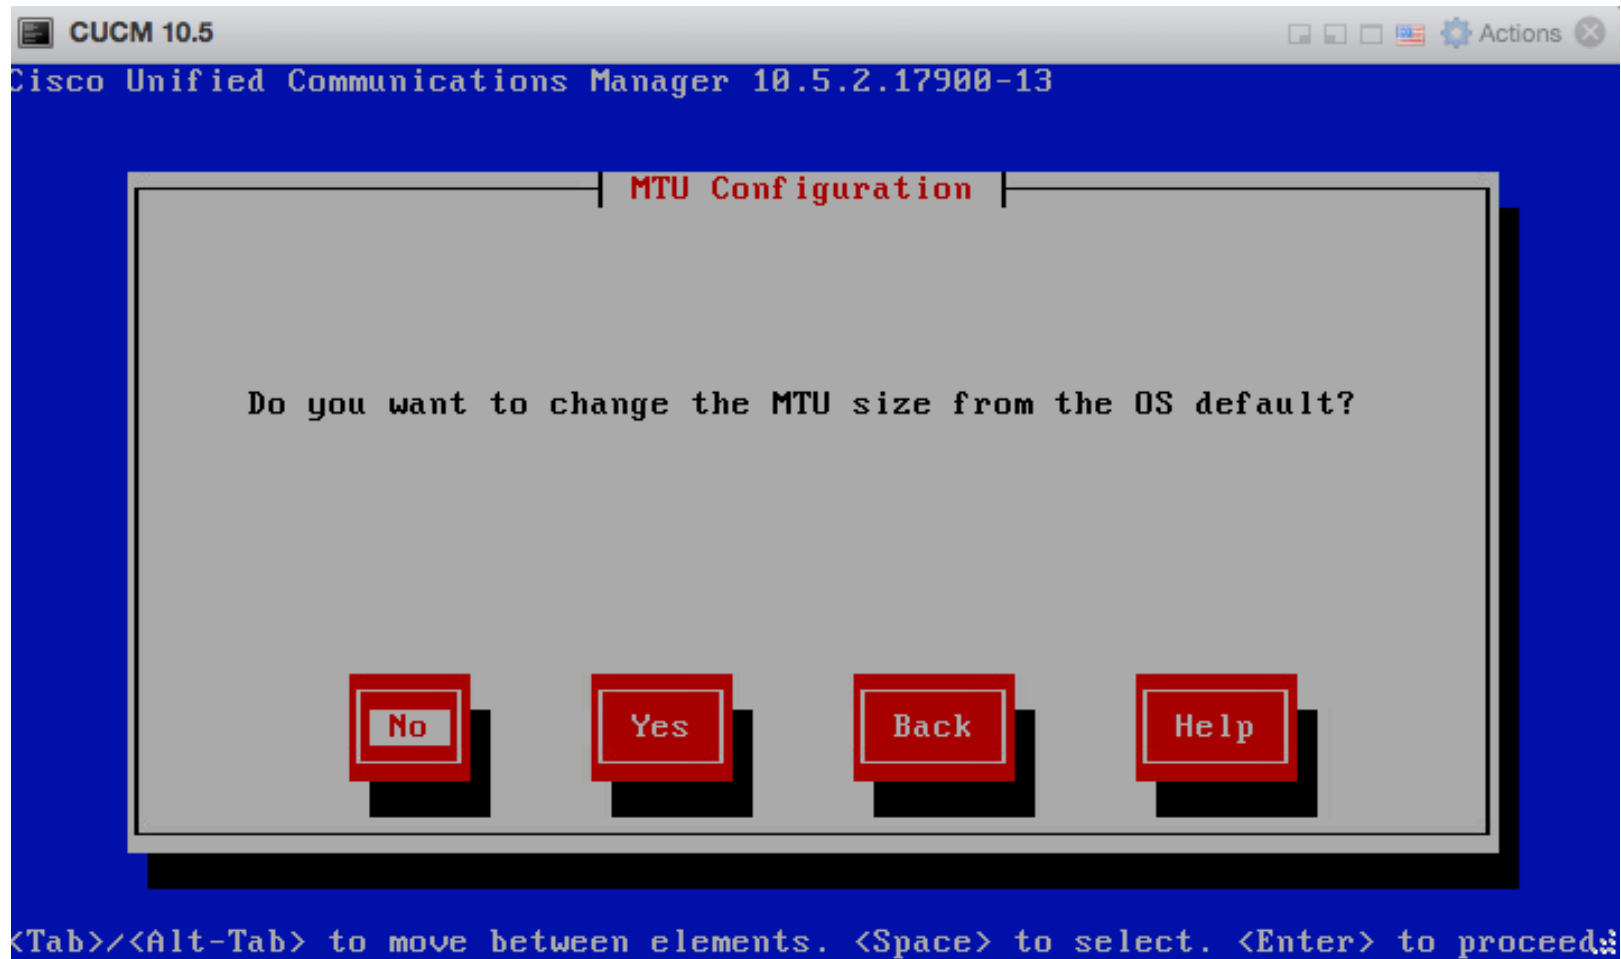 CUCM 10.5
Actions
Cisco Unified Communications Manager 10.5.2.17900-13
MTU Configuration
Do you want to change the MTU size from the OS default?
No
Yes
Back
Help
<Tab>/<Alt-Tab> to move between elements. <Space> to select. <Enter> to proceed.